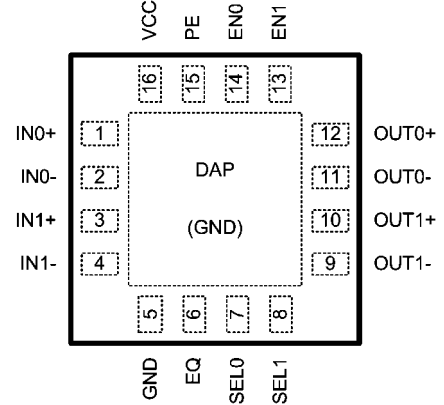 VCC PE EN0 EN1
16 15 14 13
IN0+ 1 12 OUT0+
IN0- 2 DAP 11 OUT0-
IN1+ 3 (GND) 10 OUT1+
IN1- 4 9 OUT1-
5 6 7 8
GND EQ SEL0 SEL1